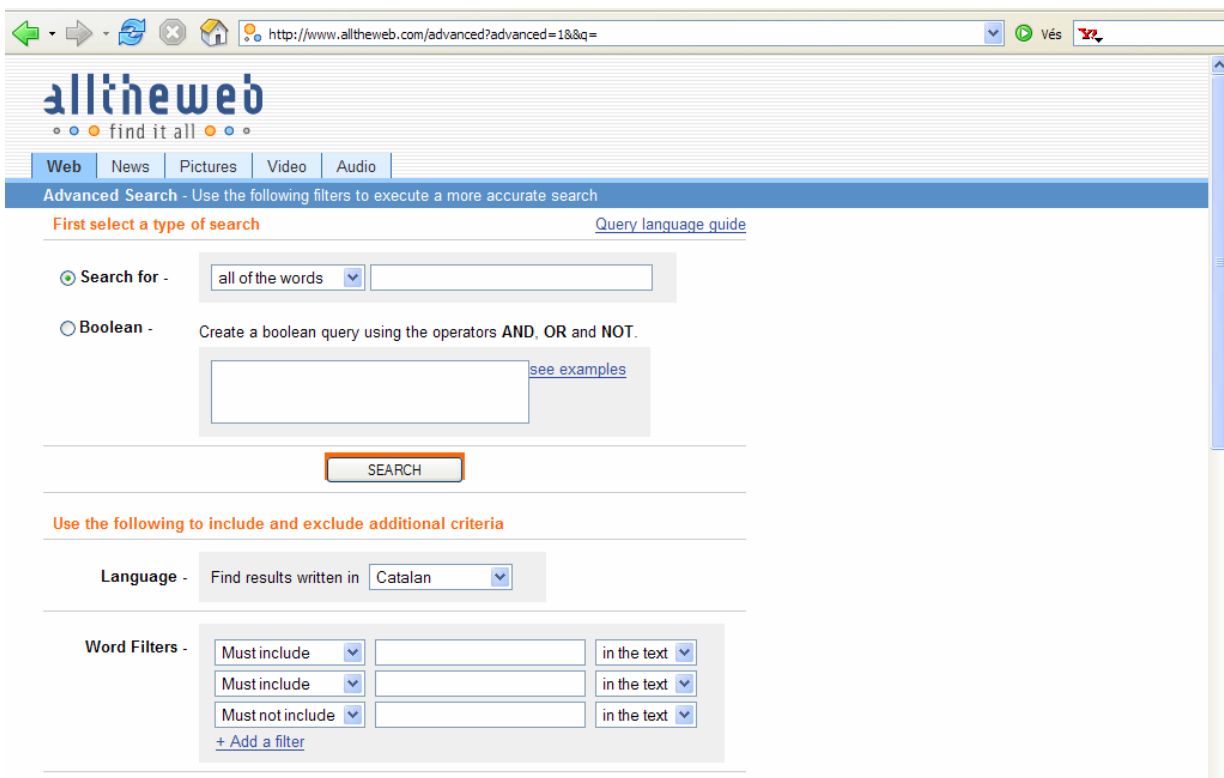 http://www.alltheweb.com/advanced?advanced=1&&q= Vés Y!
alltheweb
find it all
Web News Pictures Video Audio
Advanced Search - Use the following filters to execute a more accurate search
First select a type of search Query language guide
Search for - all of the words
Boolean - Create a boolean query using the operators AND, OR and NOT.
see examples
SEARCH
Use the following to include and exclude additional criteria
Language - Find results written in Catalan
Word Filters - Must include in the text
Must include in the text
Must not include in the text
+ Add a filter